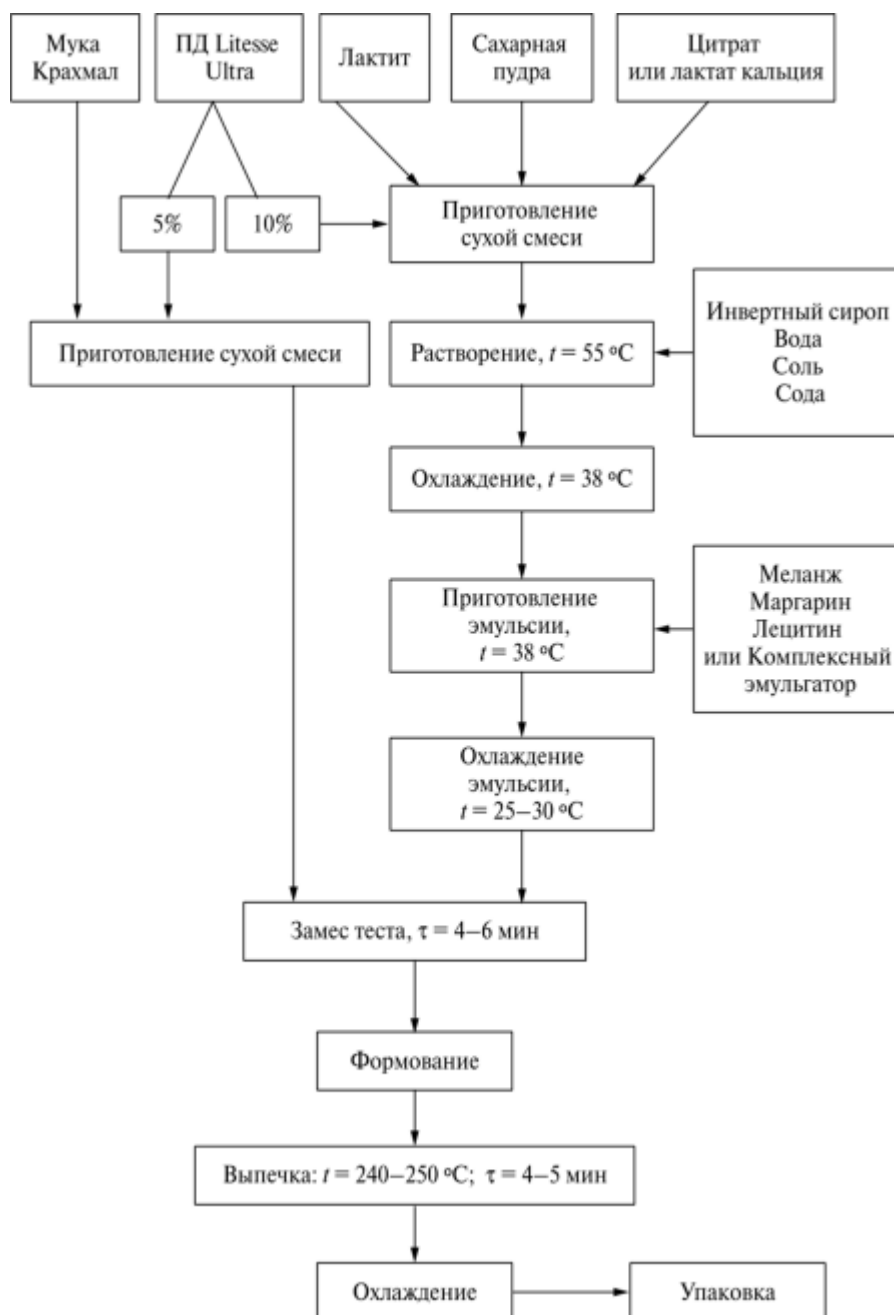 Мука
Крахмал
ПД Litesse
Ultra
Лактит
Сахарная
пудра
Цитрат
или лактат кальция
5%
10%
Приготовление
сухой смеси
Приготовление сухой смеси
Растворение, t = 55 °C
Инвертный сироп
Вода
Соль
Сода
Охлаждение, t = 38 °C
Приготовление
эмульсии,
t = 38 °C
Меланж
Маргарин
Лецитин
или Комплексный
эмульгатор
Охлаждение
эмульсии,
t = 25–30 °C
Замес теста, τ = 4–6 мин
Формование
Выпечка: t = 240–250 °C; τ = 4–5 мин
Охлаждение
Упаковка